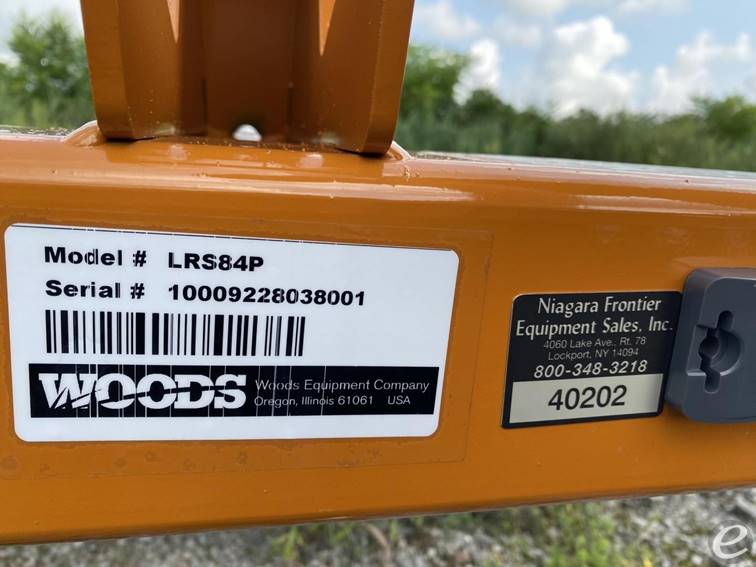 Model # LRS84P
Serial # 10009228038001
WOODS
Woods Equipment Company
Oregon, Illinois 61061 USA
Niagara Frontier
Equipment Sales, Inc.
4060 Lake Ave., Rt. 78
Lockport, NY 14094
800-348-3218
40202
e